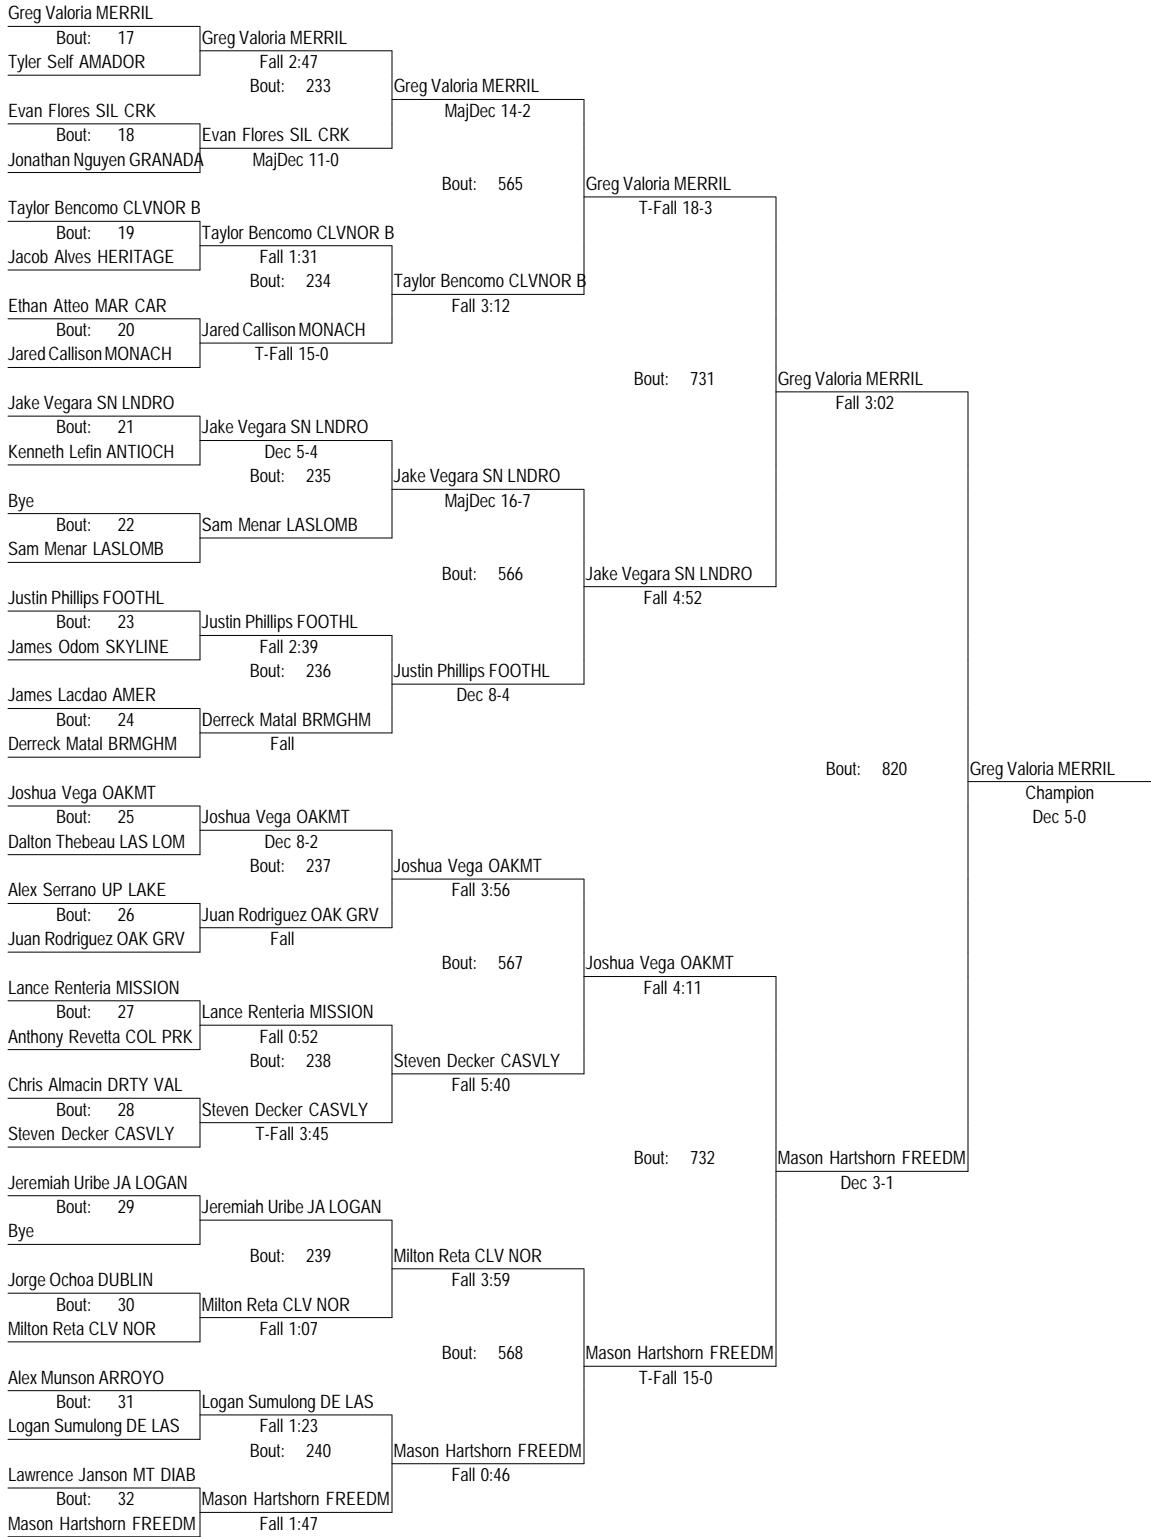 Greg Valoria MERRIL
Bout: 17 Greg Valoria MERRIL
Tyler Self AMADOR Fall 2:47
Bout: 233 Greg Valoria MERRIL
Evan Flores SIL CRK MajDec 14-2
Bout: 18 Evan Flores SIL CRK
Jonathan Nguyen GRANADA MajDec 11-0
Bout: 565 Greg Valoria MERRIL
Taylor Bencomo CLVNOR B T-Fall 18-3
Bout: 19 Taylor Bencomo CLVNOR B
Jacob Alves HERITAGE Fall 1:31
Bout: 234 Taylor Bencomo CLVNOR B
Ethan Atteo MAR CAR Fall 3:12
Bout: 20 Jared Callison MONACH
Jared Callison MONACH T-Fall 15-0
Bout: 731 Greg Valoria MERRIL
Jake Vegara SN LNDRO Fall 3:02
Bout: 21 Jake Vegara SN LNDRO
Kenneth Lefin ANTIOCH Dec 5-4
Bout: 235 Jake Vegara SN LNDRO
Bye MajDec 16-7
Bout: 22 Sam Menar LASLOMB
Sam Menar LASLOMB
Bout: 566 Jake Vegara SN LNDRO
Justin Phillips FOOTHL Fall 4:52
Bout: 23 Justin Phillips FOOTHL
James Odom SKYLINE Fall 2:39
Bout: 236 Justin Phillips FOOTHL
James Lacdao AMER Dec 8-4
Bout: 24 Derreck Matal BRMGHM
Derreck Matal BRMGHM Fall
Bout: 820 Greg Valoria MERRIL
Joshua Vega OAKMT Champion
Bout: 25 Joshua Vega OAKMT Dec 5-0
Dalton Thebeau LAS LOM Dec 8-2
Bout: 237 Joshua Vega OAKMT
Alex Serrano UP LAKE Fall 3:56
Bout: 26 Juan Rodriguez OAK GRV
Juan Rodriguez OAK GRV Fall
Bout: 567 Joshua Vega OAKMT
Lance Renteria MISSION Fall 4:11
Bout: 27 Lance Renteria MISSION
Anthony Revetta COL PRK Fall 0:52
Bout: 238 Steven Decker CASVLY
Chris Almacin DRTY VAL Fall 5:40
Bout: 28 Steven Decker CASVLY
Steven Decker CASVLY T-Fall 3:45
Bout: 732 Mason Hartshorn FREEDM
Jeremiah Uribe JA LOGAN Dec 3-1
Bout: 29 Jeremiah Uribe JA LOGAN
Bye
Bout: 239 Milton Reta CLV NOR
Jorge Ochoa DUBLIN Fall 3:59
Bout: 30 Milton Reta CLV NOR
Milton Reta CLV NOR Fall 1:07
Bout: 568 Mason Hartshorn FREEDM
Alex Munson ARROYO T-Fall 15-0
Bout: 31 Logan Sumulong DE LAS
Logan Sumulong DE LAS Fall 1:23
Bout: 240 Mason Hartshorn FREEDM
Lawrence Janson MT DIAB Fall 0:46
Bout: 32 Mason Hartshorn FREEDM
Mason Hartshorn FREEDM Fall 1:47